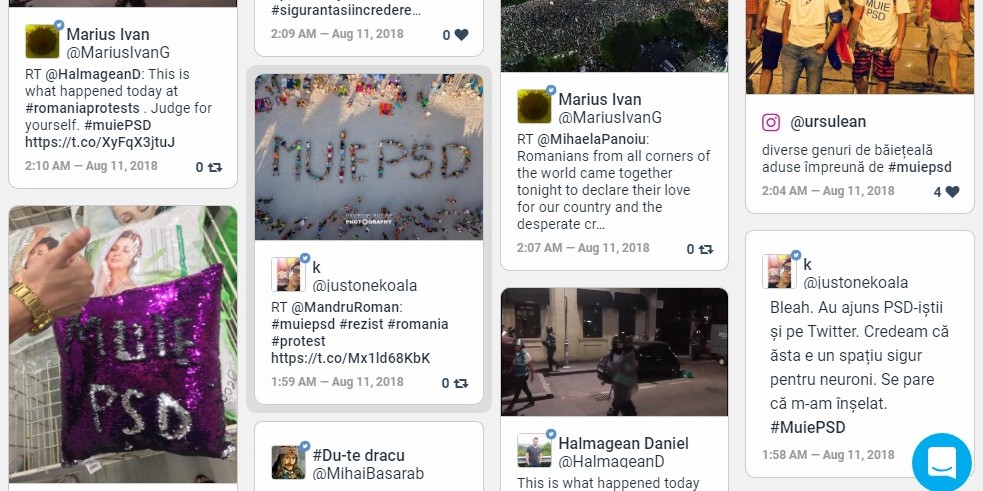 Marius Ivan
@MariusIvanG
RT @HalmageanD: This is
what happened today at
#romaniaprotests . Judge for
yourself. #muiePSD
https://t.co/XyFqX3jtuJ
2:10 AM — Aug 11, 2018
0
MUIE
PSD
#sigurantasiincredere...
2:09 AM — Aug 11, 2018
0
MUIEPSD
PHOTOGRAPHY
k
@justonekoala
RT @MandruRoman:
#muiepsd #rezist #romania
#protest
https://t.co/Mx1ld68KbK
1:59 AM — Aug 11, 2018
0
#Du-te dracu
@MihaiBasarab
Marius Ivan
@MariusIvanG
RT @MihaelaPanoiu:
Romanians from all corners of
the world came together
tonight to declare their love
for our country and the
desperate cr...
2:07 AM — Aug 11, 2018
0
Halmagean Daniel
@HalmageanD
This is what happened today
MUIE
PSD
@ursulean
diverse genuri de băiețeală
aduse împreună de #muiepsd
2:04 AM — Aug 11, 2018
4
k
@justonekoala
Bleah. Au ajuns PSD-iștii
și pe Twitter. Credeam că
ăsta e un spațiu sigur
pentru neuroni. Se pare
că m-am înșelat.
#MuiePSD
1:58 AM — Aug 11, 2018